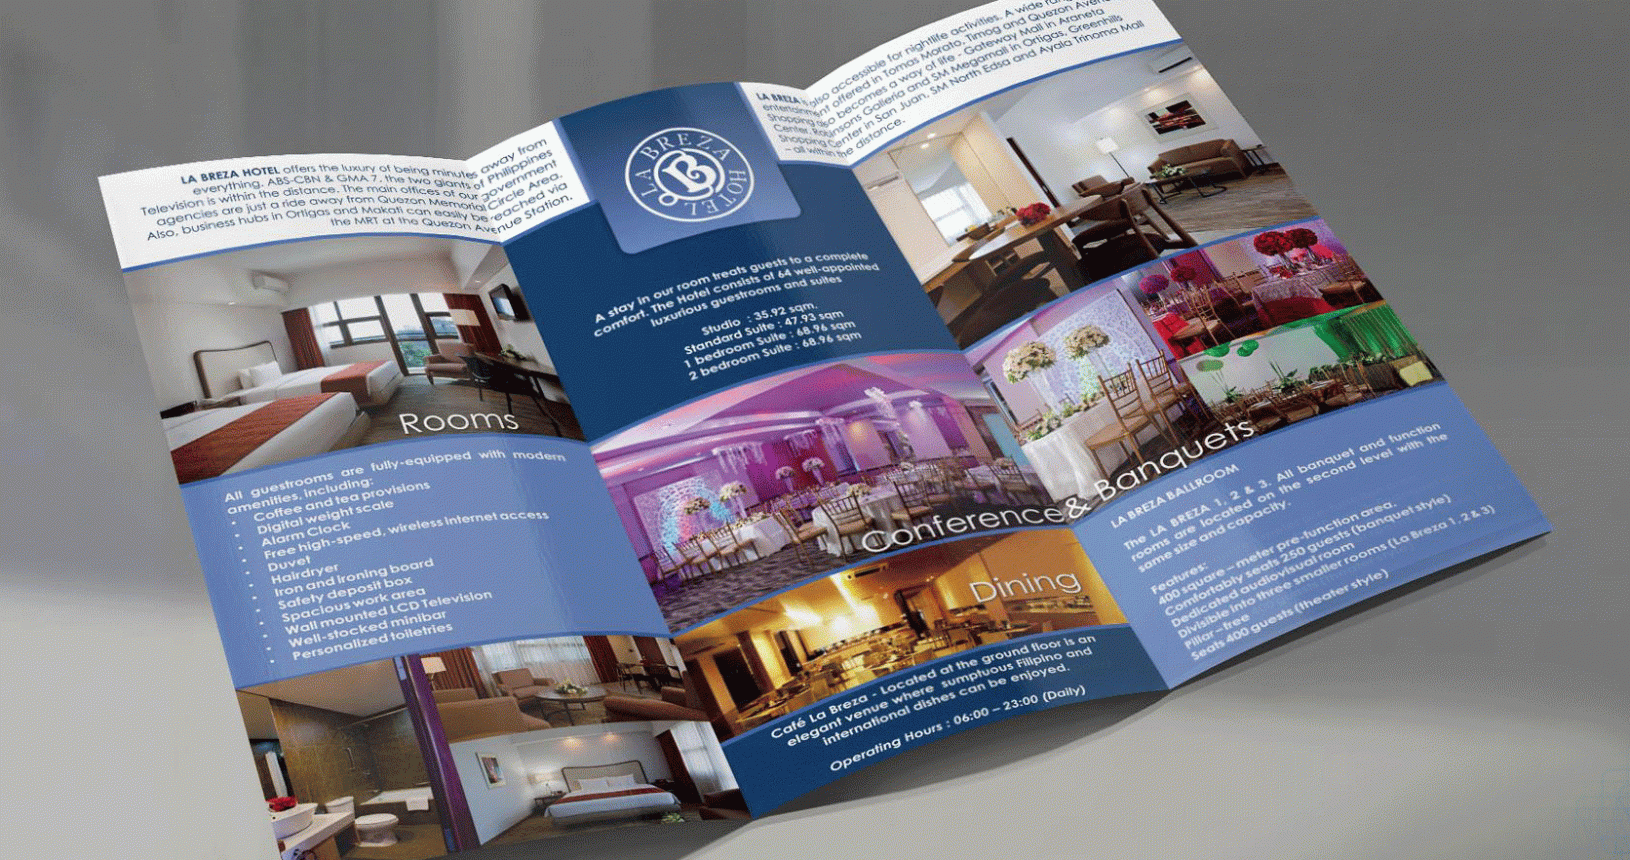 LA BREZA HOTEL offers the luxury of being minutes away from
everything. ABS-CBN & GMA 7, the two giants of Philippines
Television is within the distance. The main offices of our government
agencies are just a ride away from Quezon Memorial Circle Area.
Also, business hubs in Ortigas and Makati can easily be reached via
the MRT at the Quezon Avenue Station.
Rooms
All guestrooms are fully-equipped with modern
amenities, including:
• Coffee and tea provisions
• Digital weight scale
• Alarm Clock
• Free high-speed, wireless internet access
• Duvet
• Hairdryer
• Iron and ironing board
• Safety deposit box
• Spacious work area
• Wall mounted LCD Television
• Well-stocked minibar
• Personalized toiletries
LA BREZA HOTEL
B
A stay in our room treats guests to a complete
comfort. The Hotel consists of 64 well-appointed
luxurious guestrooms and suites
Studio : 35.92 sqm.
Standard Suite : 47.93 sqm
1 bedroom Suite : 68.96 sqm
2 bedroom Suite : 68.96 sqm
Conference & Banquets
Dining
Café La Breza - Located at the ground floor is an
elegant venue where sumptuous Filipino and
international dishes can be enjoyed.
Operating Hours : 06:00 – 23:00 (Daily)
LA BREZA is also accessible for nightlife activities. A wide
entertainment offered in Tomas Morato, Timog and Quezon
Shopping also becomes a way of life - Gateway Mall in Araneta
Center, Robinsons Galleria and SM Megamall in Ortigas, Greenhills
Shopping Center in San Juan, SM North Edsa and Ayala Trinoma Mall
– all within the distance.
LA BREZA BALLROOM
The LA BREZA 1, 2 & 3. All banquet and function
rooms are located on the second level with the
same size and capacity.
Features:
400 square – meter pre-function area.
Comfortably seats 250 guests (banquet style)
Dedicated audiovisual room
Divisible into three smaller rooms (La Breza 1, 2 & 3)
Pillar – free
Seats 400 guests (theater style)